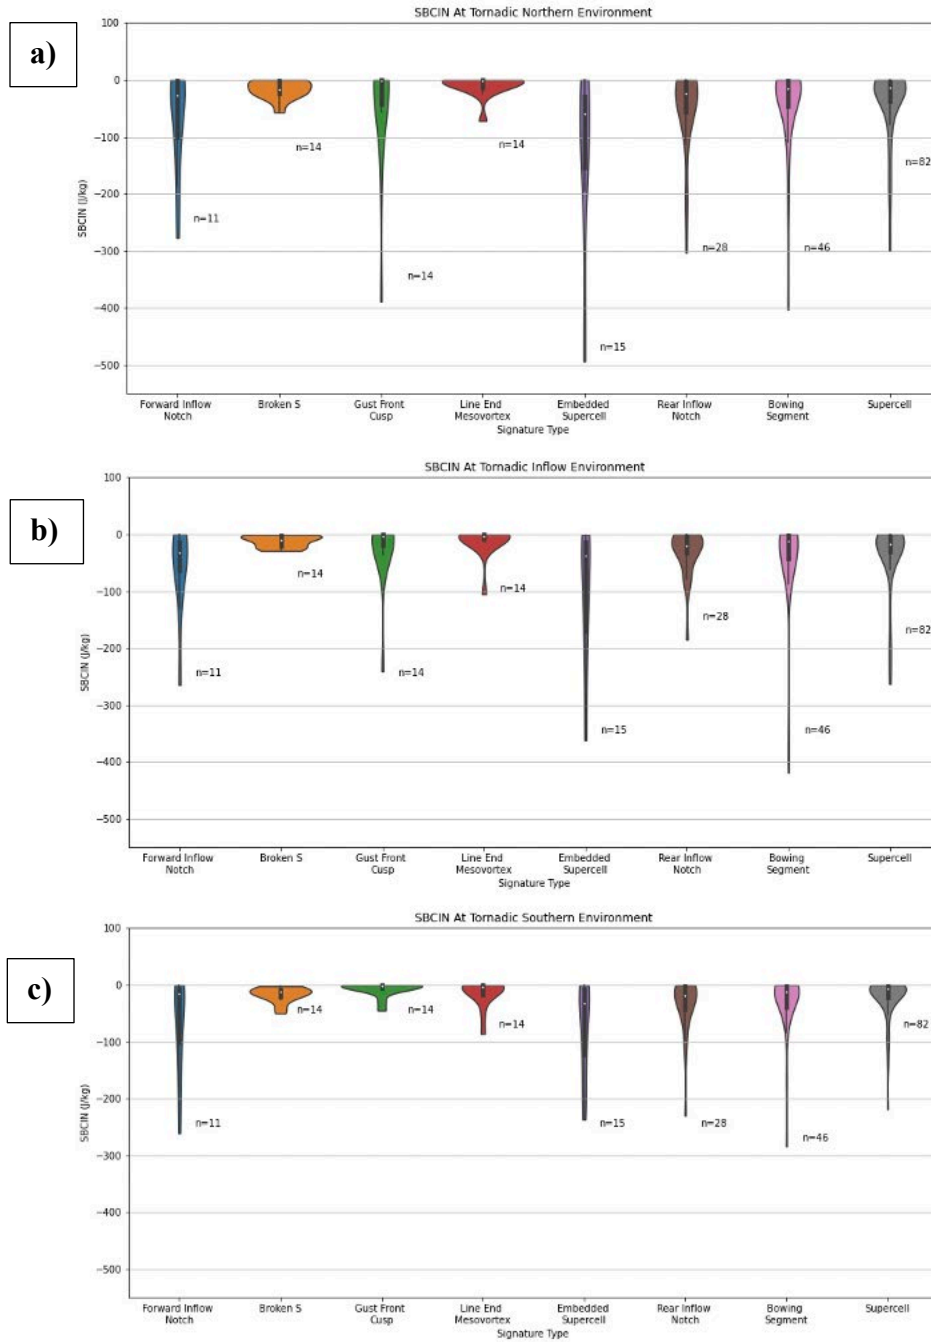 a)
SBCIN At Tornadic Northern Environment
SBCIN (J/kg)
100
0
−100
−200
−300
−400
−500
n=11
n=14
n=14
n=14
n=15
n=28
n=46
n=82
Forward Inflow
Notch
Broken S
Gust Front
Cusp
Line End
Mesovortex
Embedded
Supercell
Rear Inflow
Notch
Bowing
Segment
Supercell
Signature Type
b)
SBCIN At Tornadic Inflow Environment
SBCIN (J/kg)
100
0
−100
−200
−300
−400
−500
n=11
n=14
n=14
n=14
n=15
n=28
n=46
n=82
Forward Inflow
Notch
Broken S
Gust Front
Cusp
Line End
Mesovortex
Embedded
Supercell
Rear Inflow
Notch
Bowing
Segment
Supercell
Signature Type
c)
SBCIN At Tornadic Southern Environment
SBCIN (J/kg)
100
0
−100
−200
−300
−400
−500
n=11
n=14
n=14
n=14
n=15
n=28
n=46
n=82
Forward Inflow
Notch
Broken S
Gust Front
Cusp
Line End
Mesovortex
Embedded
Supercell
Rear Inflow
Notch
Bowing
Segment
Supercell
Signature Type